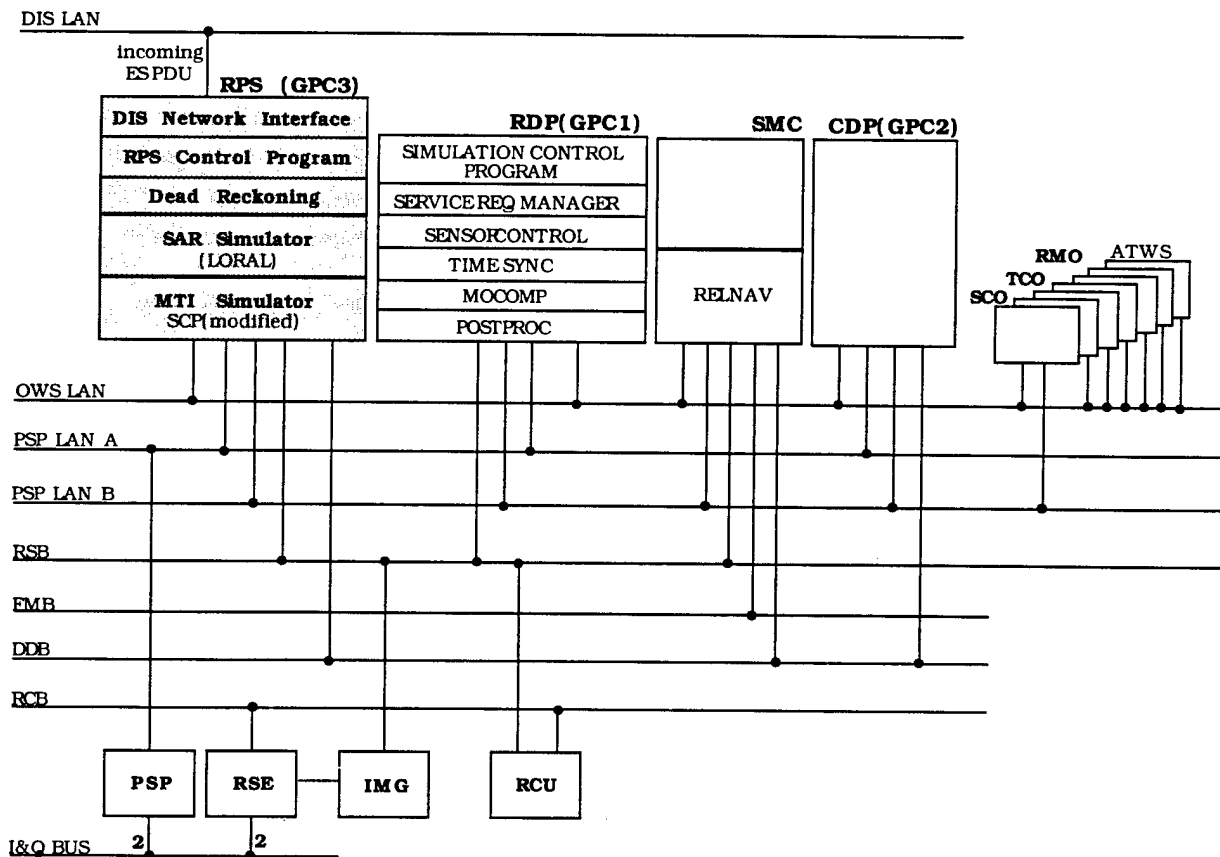 DIS LAN
incoming
ES PDU
RPS (GPC3)
DIS Network Interface
RPS Control Program
Dead Reckoning
SAR Simulator
(LORAL)
MTI Simulator
SCP(modified)
RDP(GPC1)
SIMULATION CONTROL
PROGRAM
SERVICE REQ MANAGER
SENSOFCONTROL
TIME SYNC
MOCOMP
POSTPROC
SMC
RELNAV
CDP(GPC2)
SCO
TCO
RMO
ATWS
OWS LAN
PSP LAN A
PSP LAN B
RSB
FMB
DDB
RCB
PSP
RSE
IMG
RCU
2
2
I&Q BUS